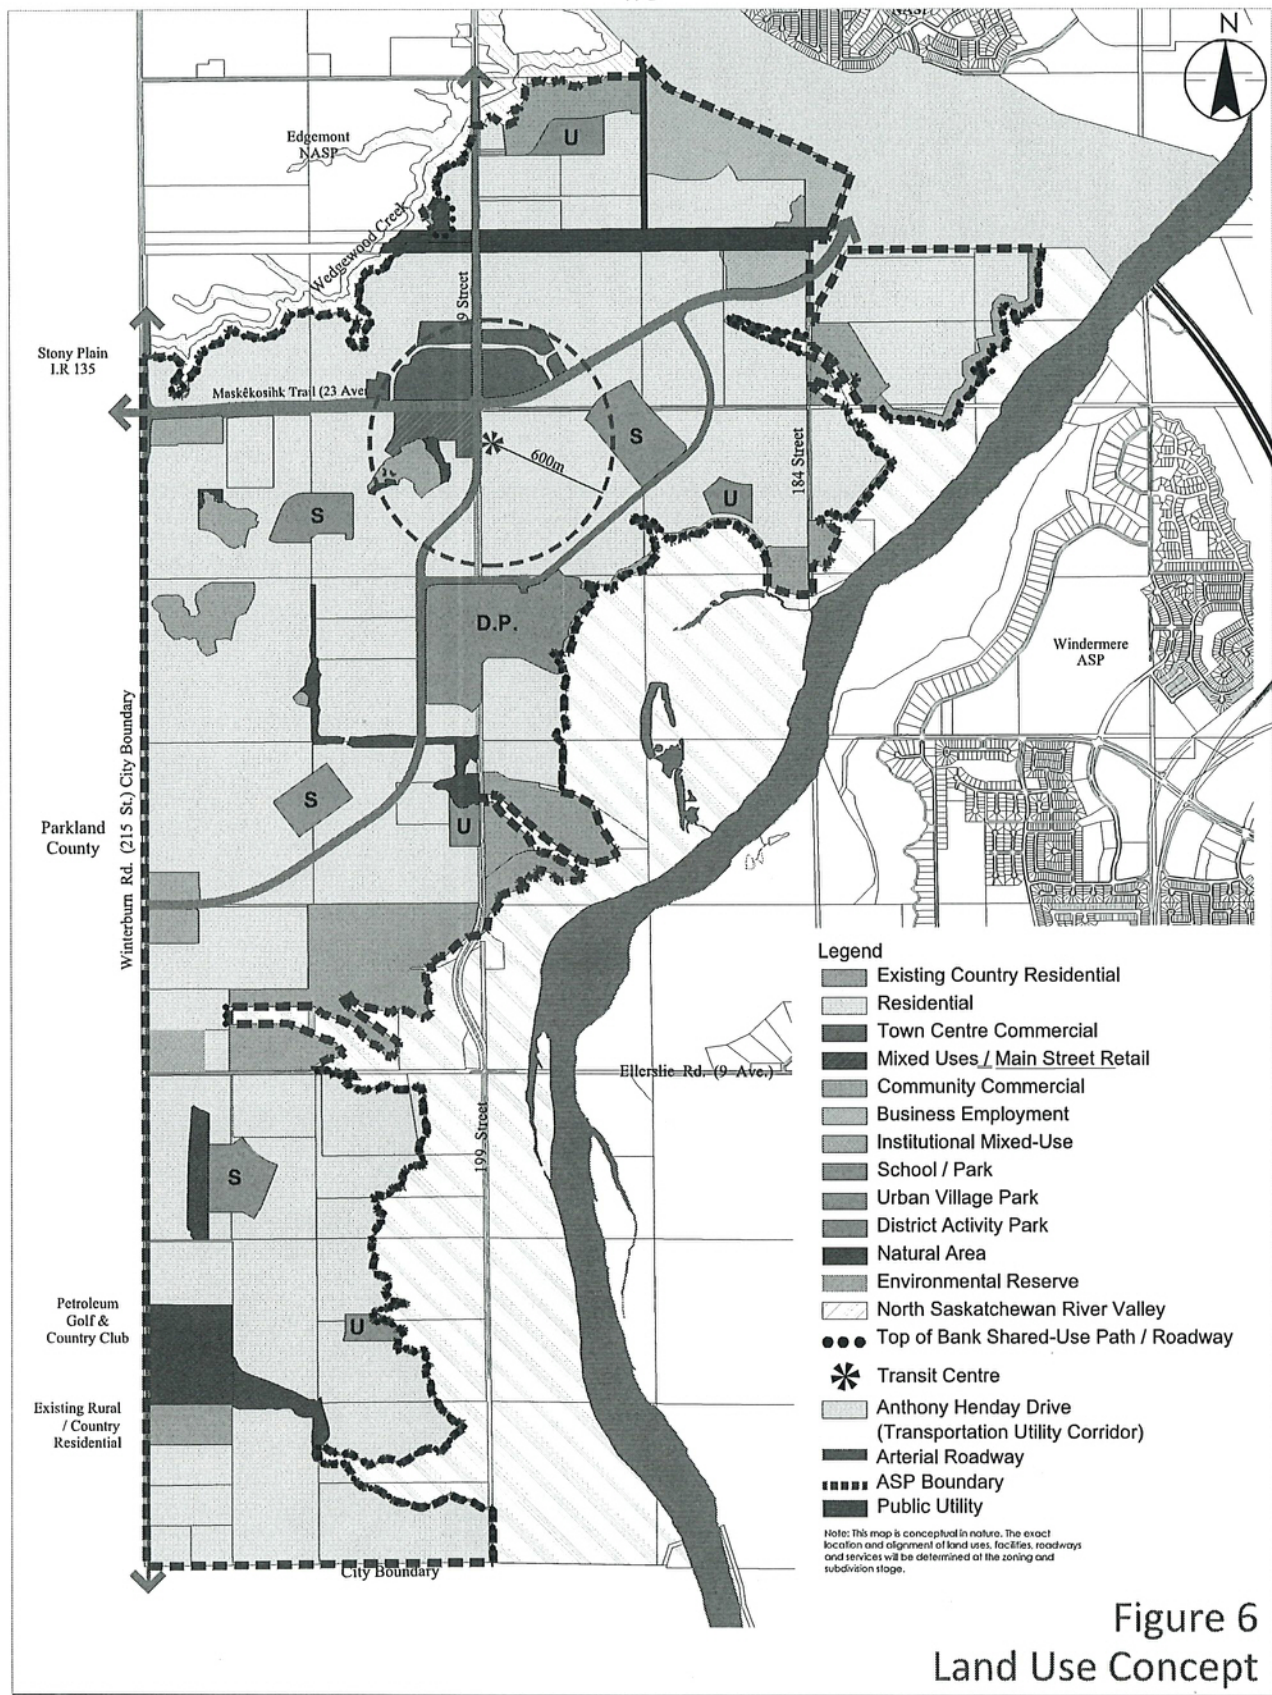 NASP
N
Edgemont
NASP
U
Wedgewood Creek
9 Street
Stony Plain
I.R 135
Maskêkosihk Trail (23 Ave
S
600m
184 Street
U
S
D.P.
Windermere
ASP
Winterburn Rd. (215 St.) City Boundary
S
Parkland
County
U
Legend
Existing Country Residential
Residential
Town Centre Commercial
Mixed Uses / Main Street Retail
Community Commercial
Business Employment
Institutional Mixed-Use
School / Park
Urban Village Park
District Activity Park
Natural Area
Environmental Reserve
North Saskatchewan River Valley
Top of Bank Shared-Use Path / Roadway
Transit Centre
Anthony Henday Drive
(Transportation Utility Corridor)
Arterial Roadway
ASP Boundary
Public Utility
Note: This map is conceptual in nature. The exact
location and alignment of land uses, facilities, roadways
and services will be determined at the zoning and
subdivision stage.
Ellerslie Rd. (9 Ave.)
199 Street
S
Petroleum
Golf &
Country Club
U
Existing Rural
/ Country
Residential
City Boundary
Figure 6
Land Use Concept